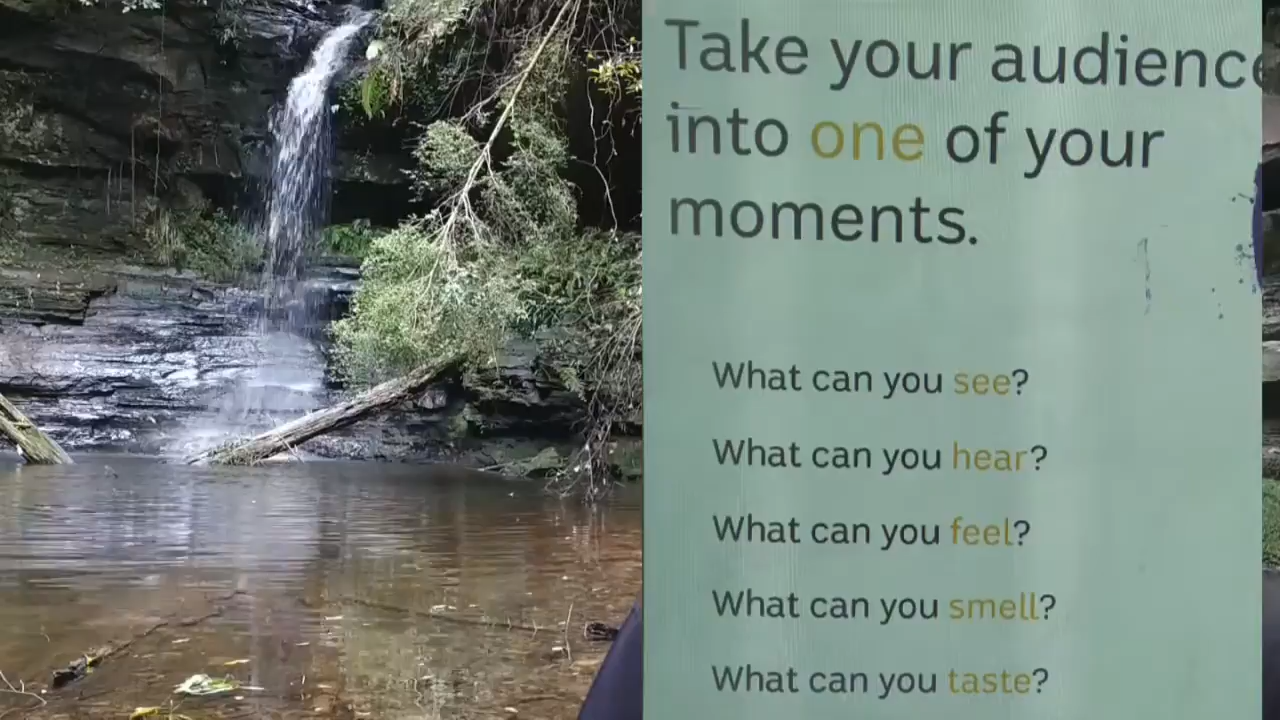 Take your audience
into one of your
moments.
What can you see?
What can you hear?
What can you feel?
What can you smell?
What can you taste?